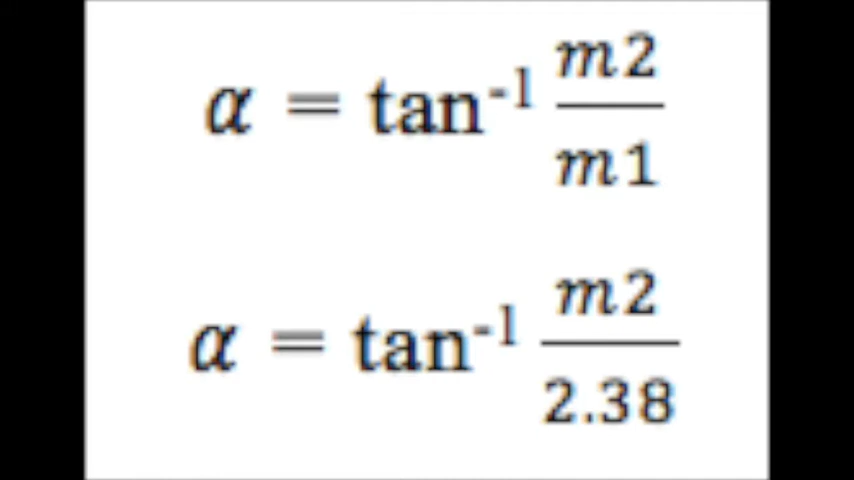 α = tan⁻¹ m2/m1
α = tan⁻¹ m2/2.38